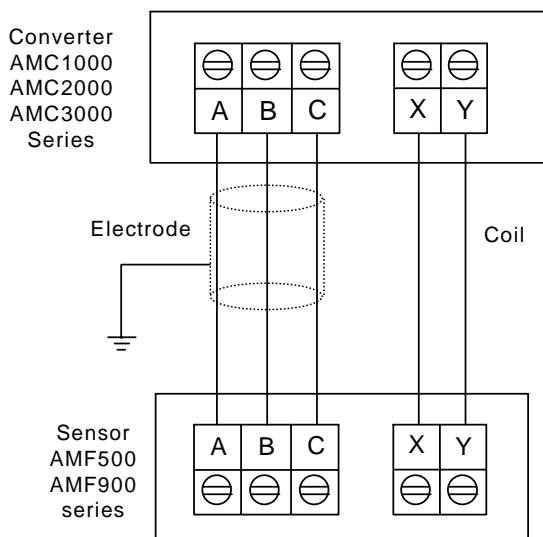 Converter
AMC1000
AMC2000
AMC3000
Series
A B C X Y
Electrode
Coil
Sensor
AMF500
AMF900
series
A B C X Y